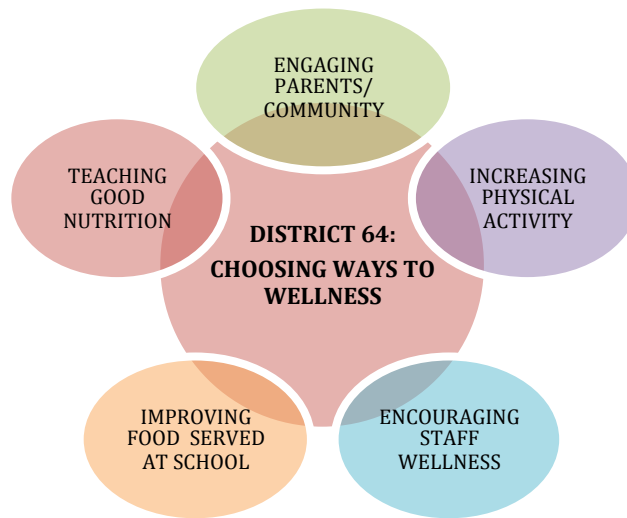 ENGAGING
PARENTS/
COMMUNITY
TEACHING
GOOD
NUTRITION
INCREASING
PHYSICAL
ACTIVITY
DISTRICT 64:
CHOOSING WAYS TO
WELLNESS
IMPROVING
FOOD SERVED
AT SCHOOL
ENCOURAGING
STAFF
WELLNESS